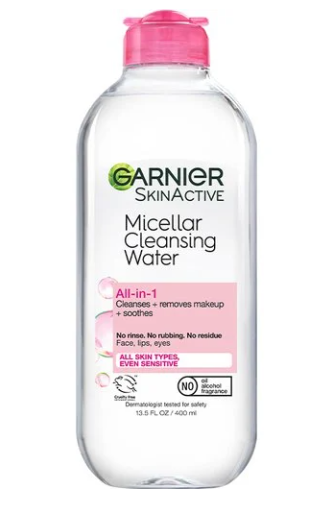 GARNIER
SKINACTIVE
Micellar
Cleansing
Water
All-in-1
Cleanses + removes makeup
+ soothes
No rinse. No rubbing. No residue
Face, lips, eyes
ALL SKIN TYPES,
EVEN SENSITIVE
Cruelty free
NO oil
alcohol
fragrance
Dermatologist tested for safety
13.5 FL OZ / 400 ml